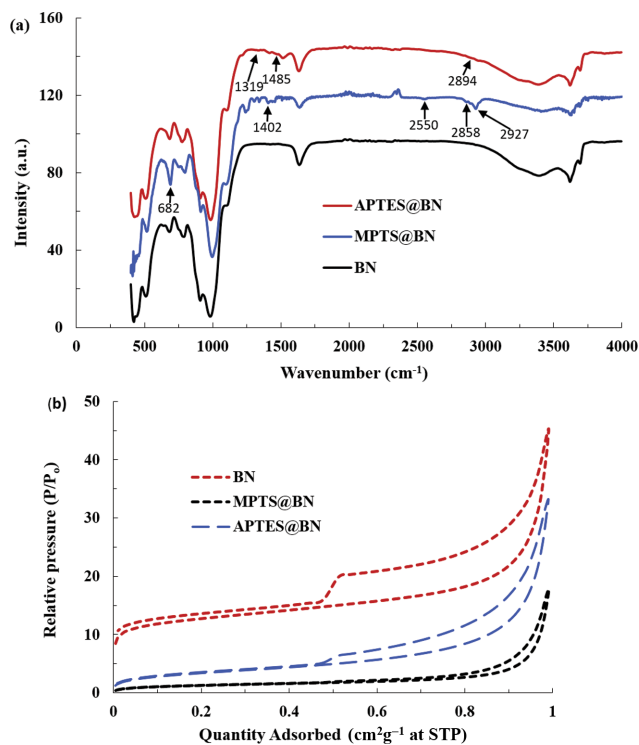 (a)
160
120
80
40
0
Intensity (a.u.)
1319
1485
2894
1402
2550
2858
2927
682
APTES@BN
MPTS@BN
BN
0 500 1000 1500 2000 2500 3000 3500 4000
Wavenumber (cm⁻¹)
(b)
50
40
30
20
10
0
Relative pressure (P/Pₒ)
BN
MPTS@BN
APTES@BN
0 0.2 0.4 0.6 0.8 1
Quantity Adsorbed (cm²g⁻¹ at STP)